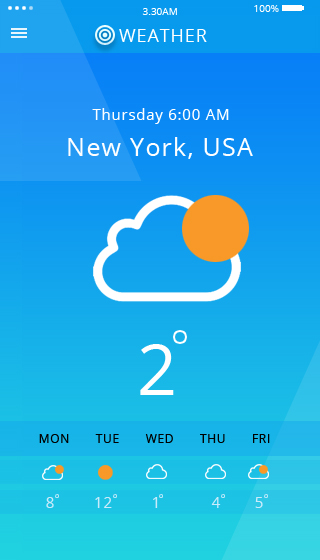 3.30AM 100%
WEATHER
Thursday 6:00 AM
New York, USA
2°
MON TUE WED THU FRI
8° 12° 1° 4° 5°